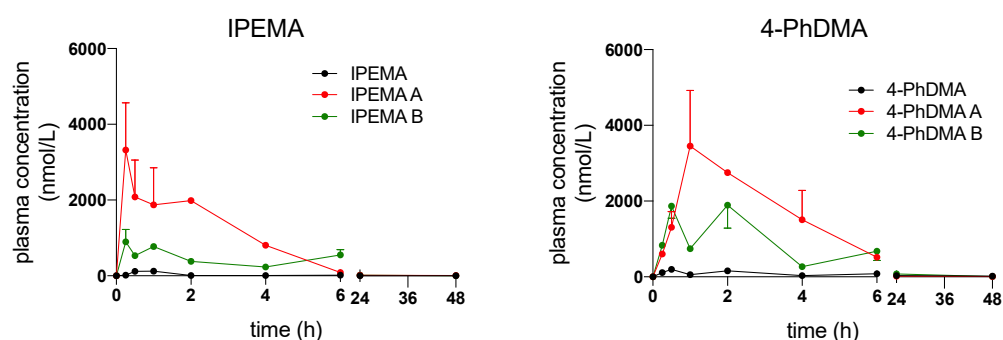 IPEMA
plasma concentration
(nmol/L)
6000
4000
2000
0
IPEMA
IPEMA A
IPEMA B
0 2 4 6 24 36 48
time (h)
4-PhDMA
plasma concentration
(nmol/L)
6000
4000
2000
0
4-PhDMA
4-PhDMA A
4-PhDMA B
0 2 4 6 24 36 48
time (h)